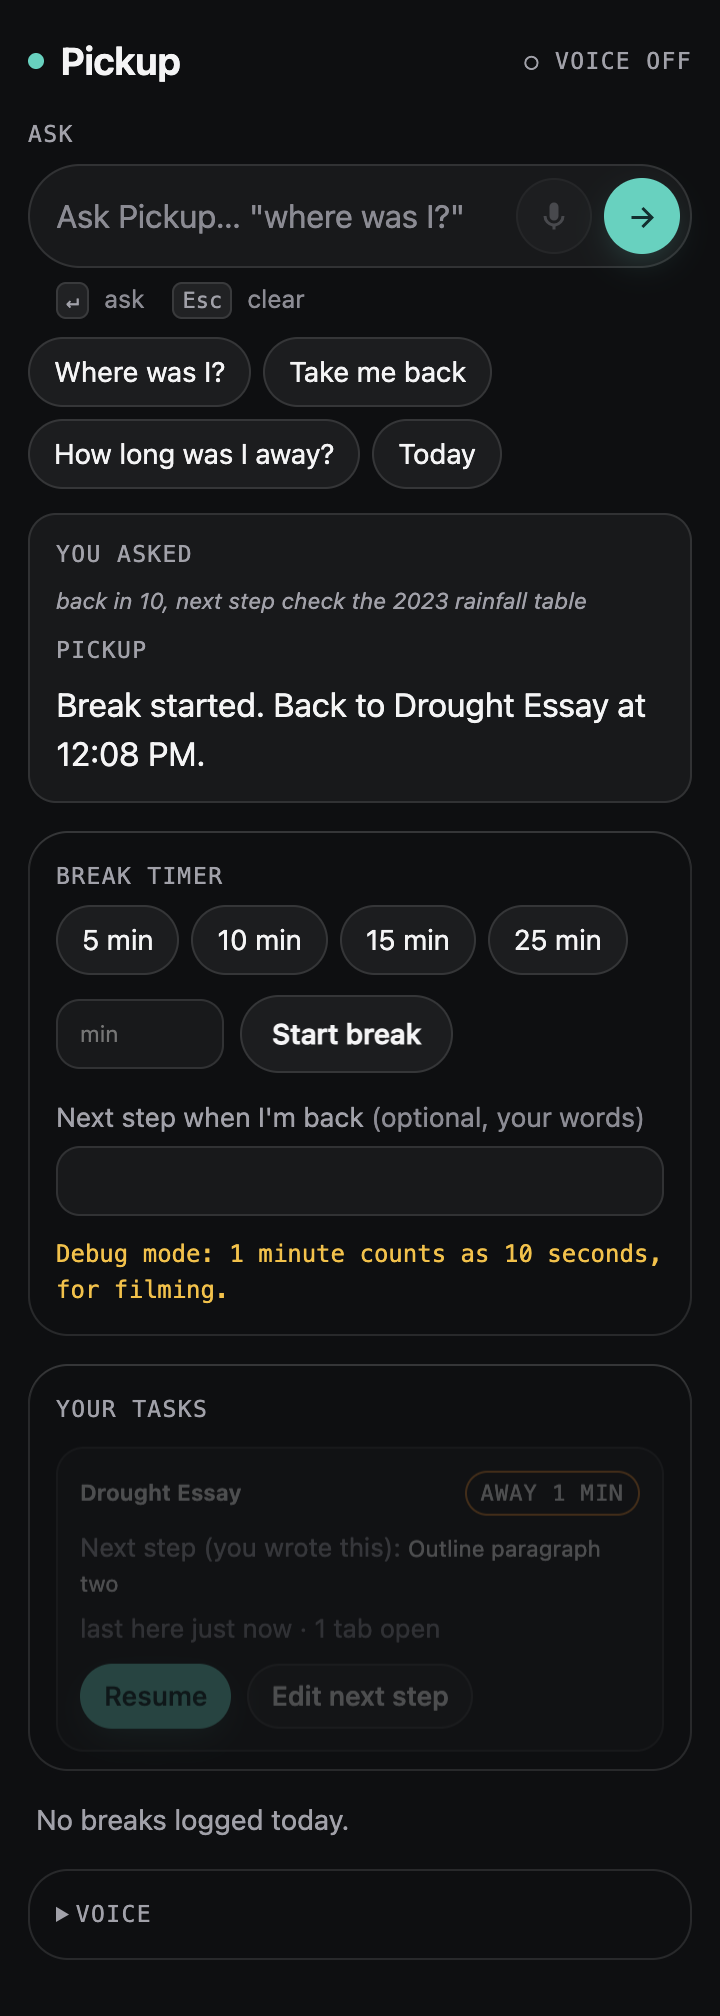 Pickup
VOICE OFF
ASK
Ask Pickup... "where was I?"
↵ ask Esc clear
Where was I? Take me back
How long was I away? Today
YOU ASKED
back in 10, next step check the 2023 rainfall table
PICKUP
Break started. Back to Drought Essay at
12:08 PM.
BREAK TIMER
5 min 10 min 15 min 25 min
min Start break
Next step when I'm back (optional, your words)
Debug mode: 1 minute counts as 10 seconds,
for filming.
YOUR TASKS
Drought Essay AWAY 1 MIN
Next step (you wrote this): Outline paragraph
two
last here just now · 1 tab open
Resume Edit next step
No breaks logged today.
VOICE